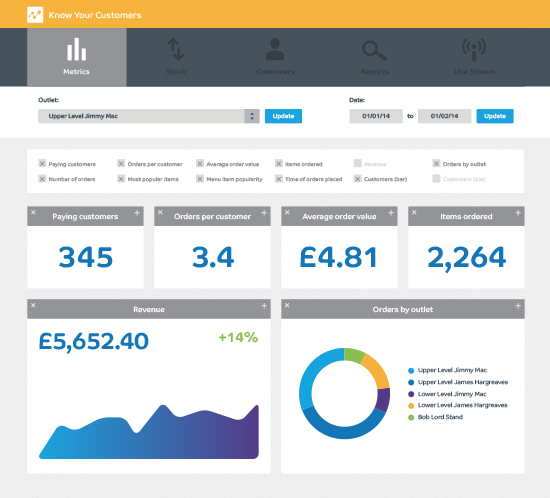 Know Your Customers
Metrics
Stock
Customers
Reports
Live Stream
Outlet:
Date:
Upper Level Jimmy Mac
Update
01/01/14 to 01/02/14
Update
Paying customers
Orders per customer
Average order value
Items ordered
Revenue
Orders by outlet
Number of orders
Most popular items
Menu item popularity
Time of orders placed
Customers (bar)
Customers (pie)
Paying customers
Orders per customer
Average order value
Items ordered
345
3.4
£4.81
2,264
Revenue
Orders by outlet
£5,652.40
+14%
Upper Level Jimmy Mac
Upper Level James Hargreaves
Lower Level Jimmy Mac
Lower Level James Hargreaves
Bob Lord Stand